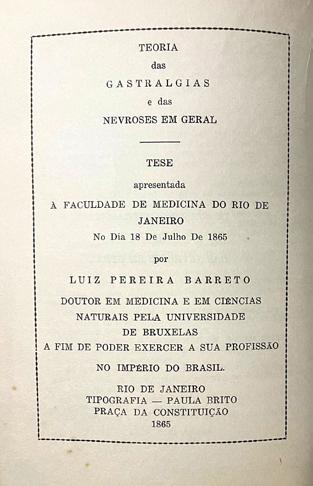 TEORIA
das
GASTRALGIAS
e das
NEVROSES EM GERAL
TESE
apresentada
À FACULDADE DE MEDICINA DO RIO DE
JANEIRO
No Dia 18 De Julho De 1865
por
LUIZ PEREIRA BARRETO
DOUTOR EM MEDICINA E EM CIÊNCIAS
NATURAIS PELA UNIVERSIDADE
DE BRUXELAS
A FIM DE PODER EXERCER A SUA PROFISSÃO
NO IMPÉRIO DO BRASIL.
RIO DE JANEIRO
TIPOGRAFIA — PAULA BRITO
PRAÇA DA CONSTITUIÇÃO
1865